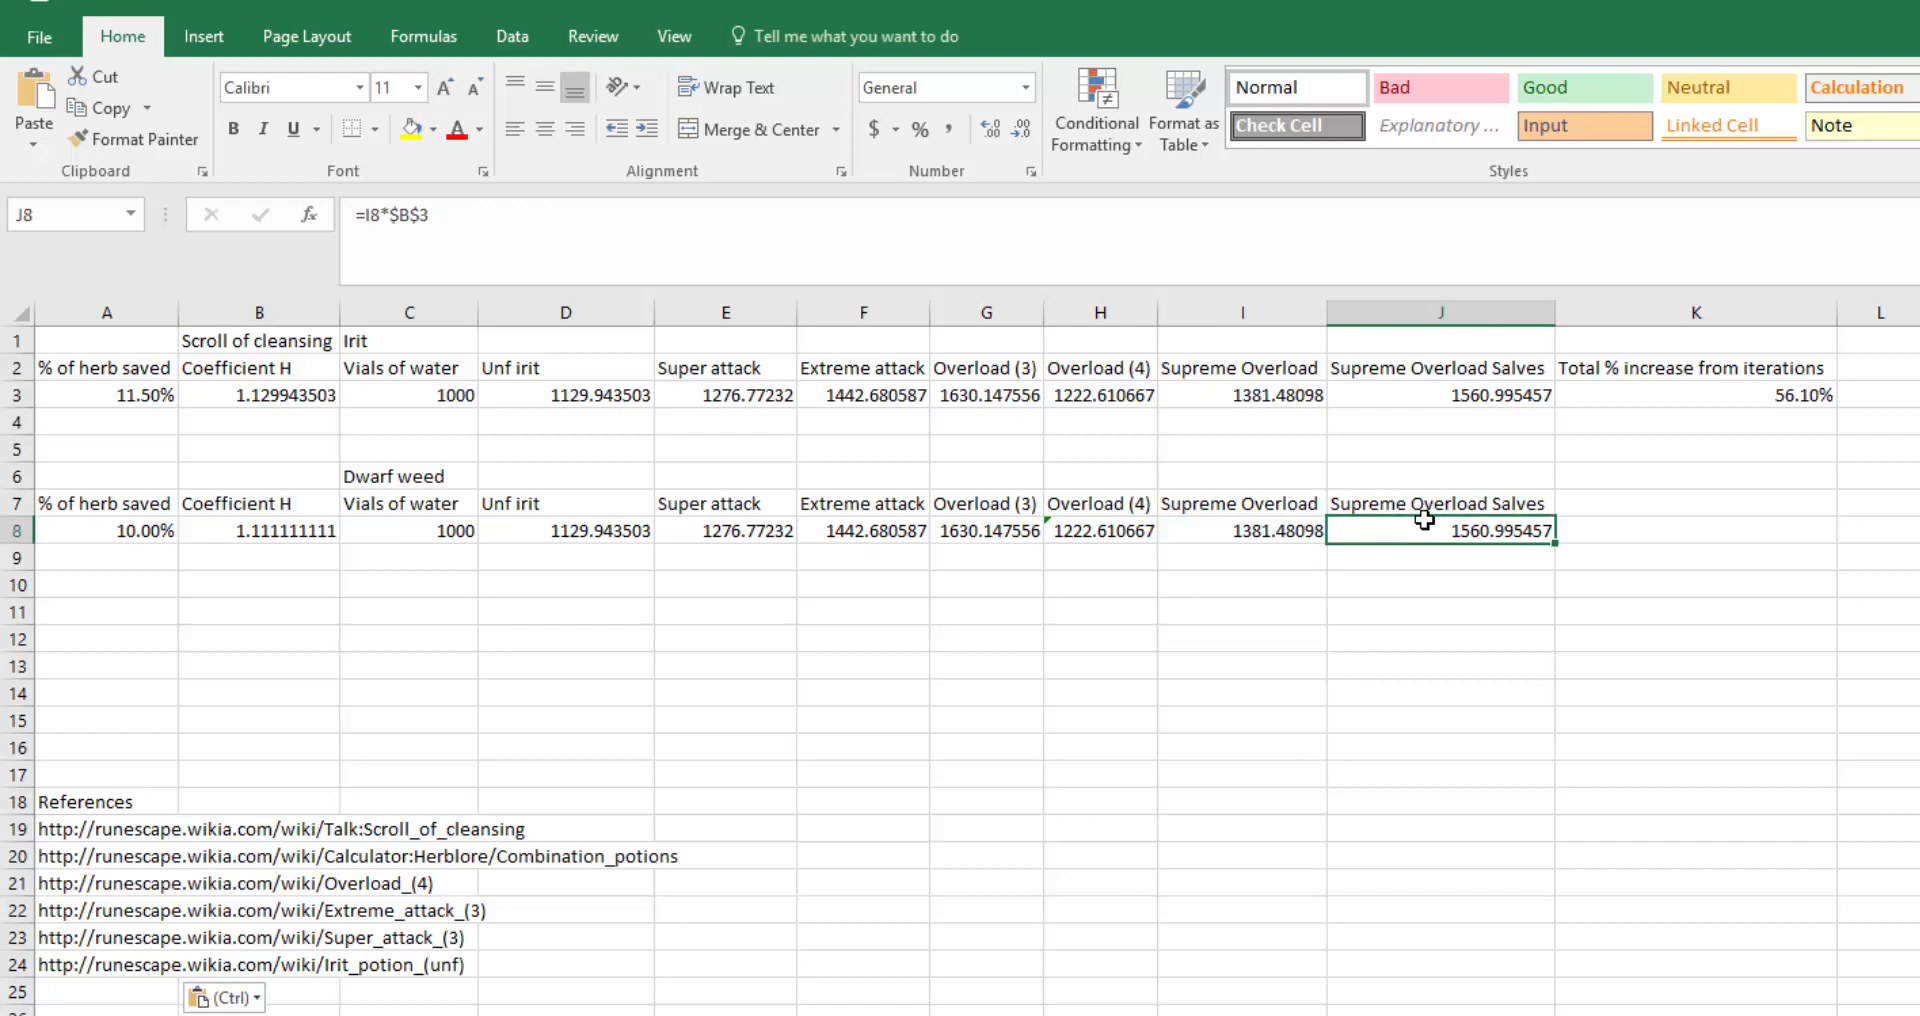 File Home Insert Page Layout Formulas Data Review View Tell me what you want to do
Cut
Copy
Format Painter
Paste
Clipboard
Calibri 11
B I U
Font
Wrap Text
Merge & Center
Alignment
General
$ %
Number
Conditional Formatting
Format as Table
Normal Bad Good Neutral Calculation
Check Cell Explanatory ... Input Linked Cell Note
Styles
J8 fx =I8*$B$3
A B C D E F G H I J K L
1 Scroll of cleansing Irit
2 % of herb saved Coefficient H Vials of water Unf irit Super attack Extreme attack Overload (3) Overload (4) Supreme Overload Supreme Overload Salves Total % increase from iterations
3 11.50% 1.129943503 1000 1129.943503 1276.77232 1442.680587 1630.147556 1222.610667 1381.48098 1560.995457 56.10%
4
5
6 Dwarf weed
7 % of herb saved Coefficient H Vials of water Unf irit Super attack Extreme attack Overload (3) Overload (4) Supreme Overload Supreme Overload Salves
8 10.00% 1.111111111 1000 1129.943503 1276.77232 1442.680587 1630.147556 1222.610667 1381.48098 1560.995457
9
10
11
12
13
14
15
16
17
18 References
19 http://runescape.wikia.com/wiki/Talk:Scroll_of_cleansing
20 http://runescape.wikia.com/wiki/Calculator:Herblore/Combination_potions
21 http://runescape.wikia.com/wiki/Overload_(4)
22 http://runescape.wikia.com/wiki/Extreme_attack_(3)
23 http://runescape.wikia.com/wiki/Super_attack_(3)
24 http://runescape.wikia.com/wiki/Irit_potion_(unf)
25 (Ctrl)